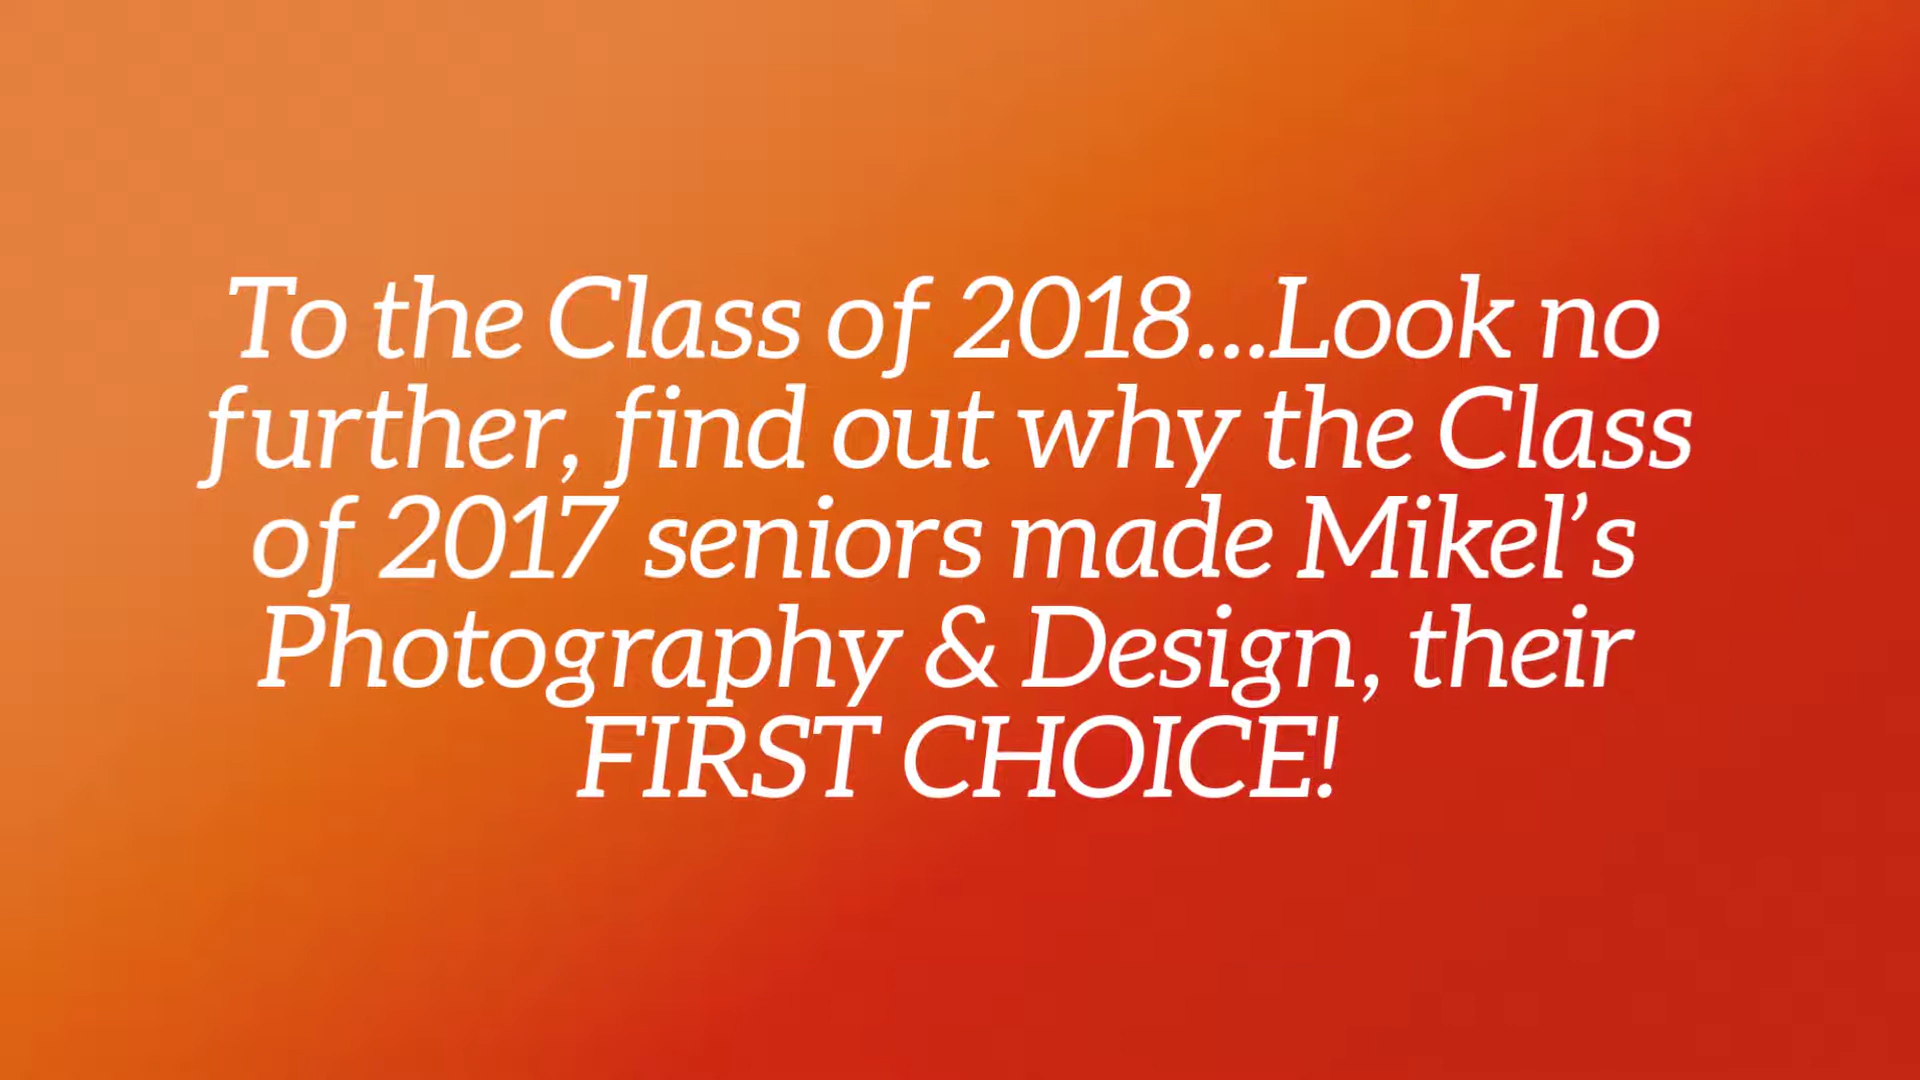 To the Class of 2018...Look no
further, find out why the Class
of 2017 seniors made Mikel’s
Photography & Design, their
FIRST CHOICE!